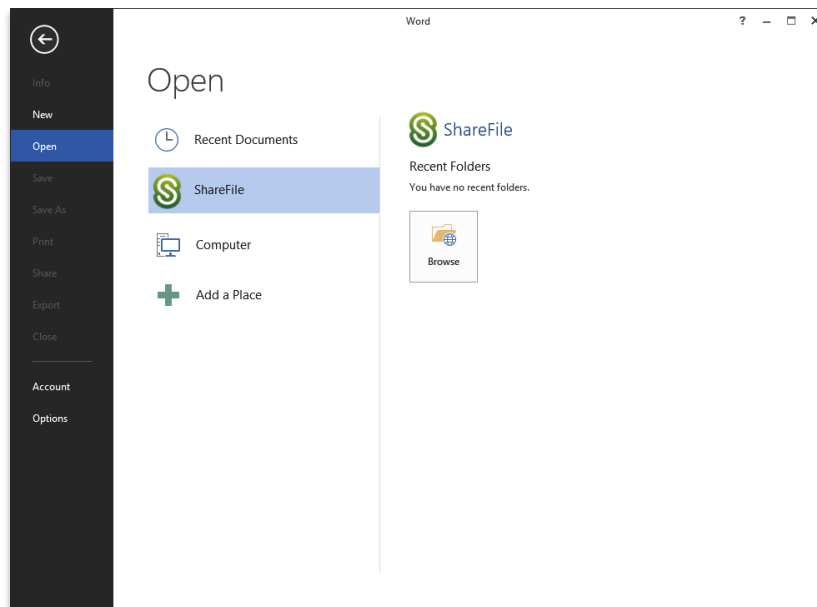 Word
?
Info
New
Open
Save
Save As
Print
Share
Export
Close
Account
Options
Open
Recent Documents
ShareFile
Computer
Add a Place
ShareFile
Recent Folders
You have no recent folders.
Browse